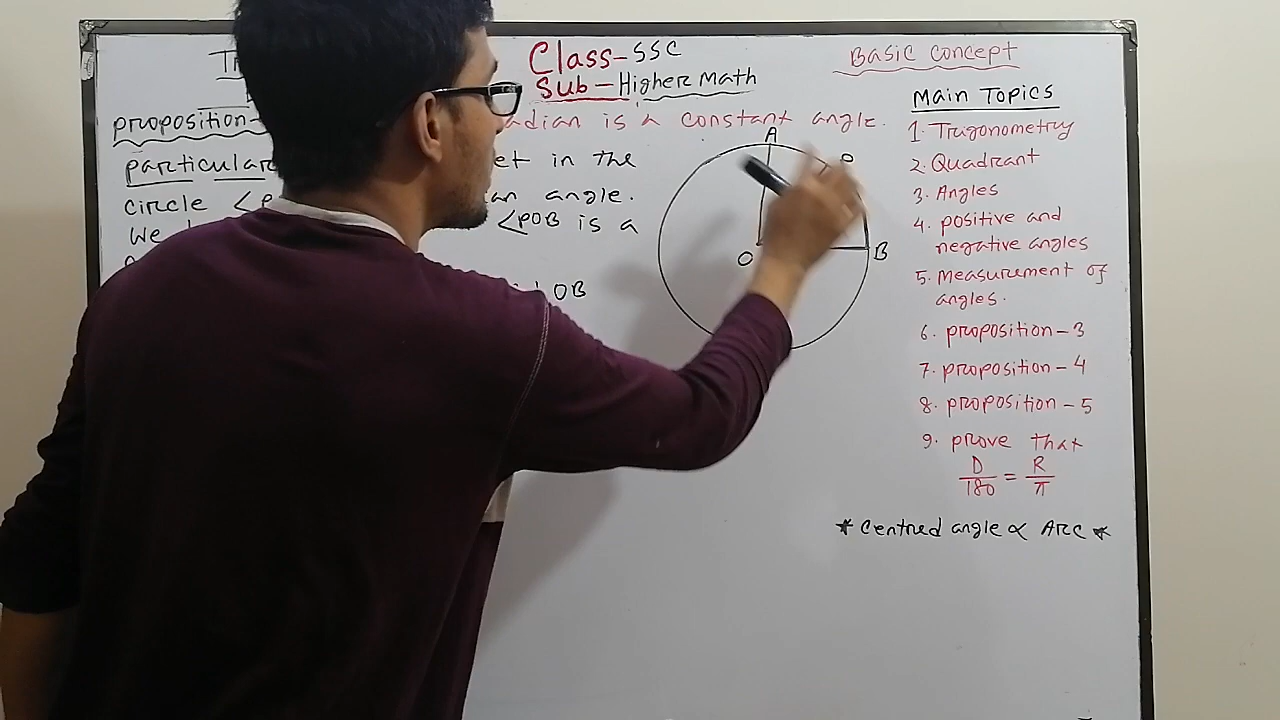 Class-SSC
Sub-Higher Math
Basic Concept
proposition-
adian is a constant angle.
particular
et in the
circle <p
an angle.
We
<POB is a
OB
A
P
O
B
Main Topics
1. Trigonometry
2. Quadrant
3. Angles
4. positive and
negative angles
5. Measurement of
angles.
6. proposition-3
7. proposition-4
8. proposition-5
9. prove that
D/180 = R/π
* Centred angle ∝ Arc *